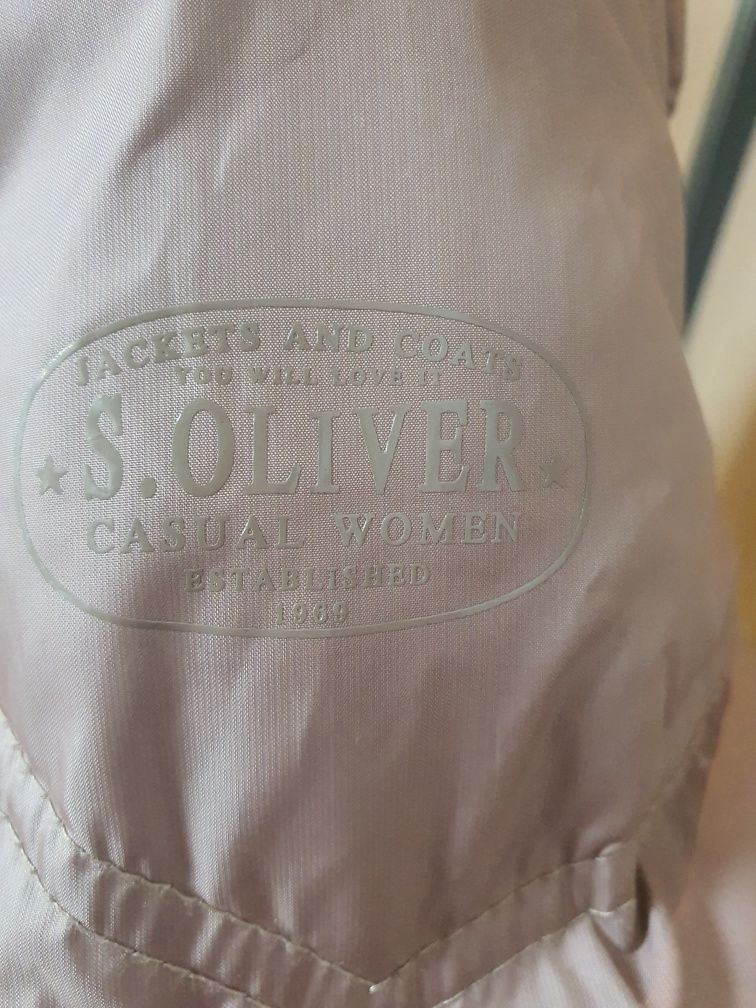 JACKETS AND COATS
YOU WILL LOVE IT
S.OLIVER
CASUAL WOMEN
ESTABLISHED
1969